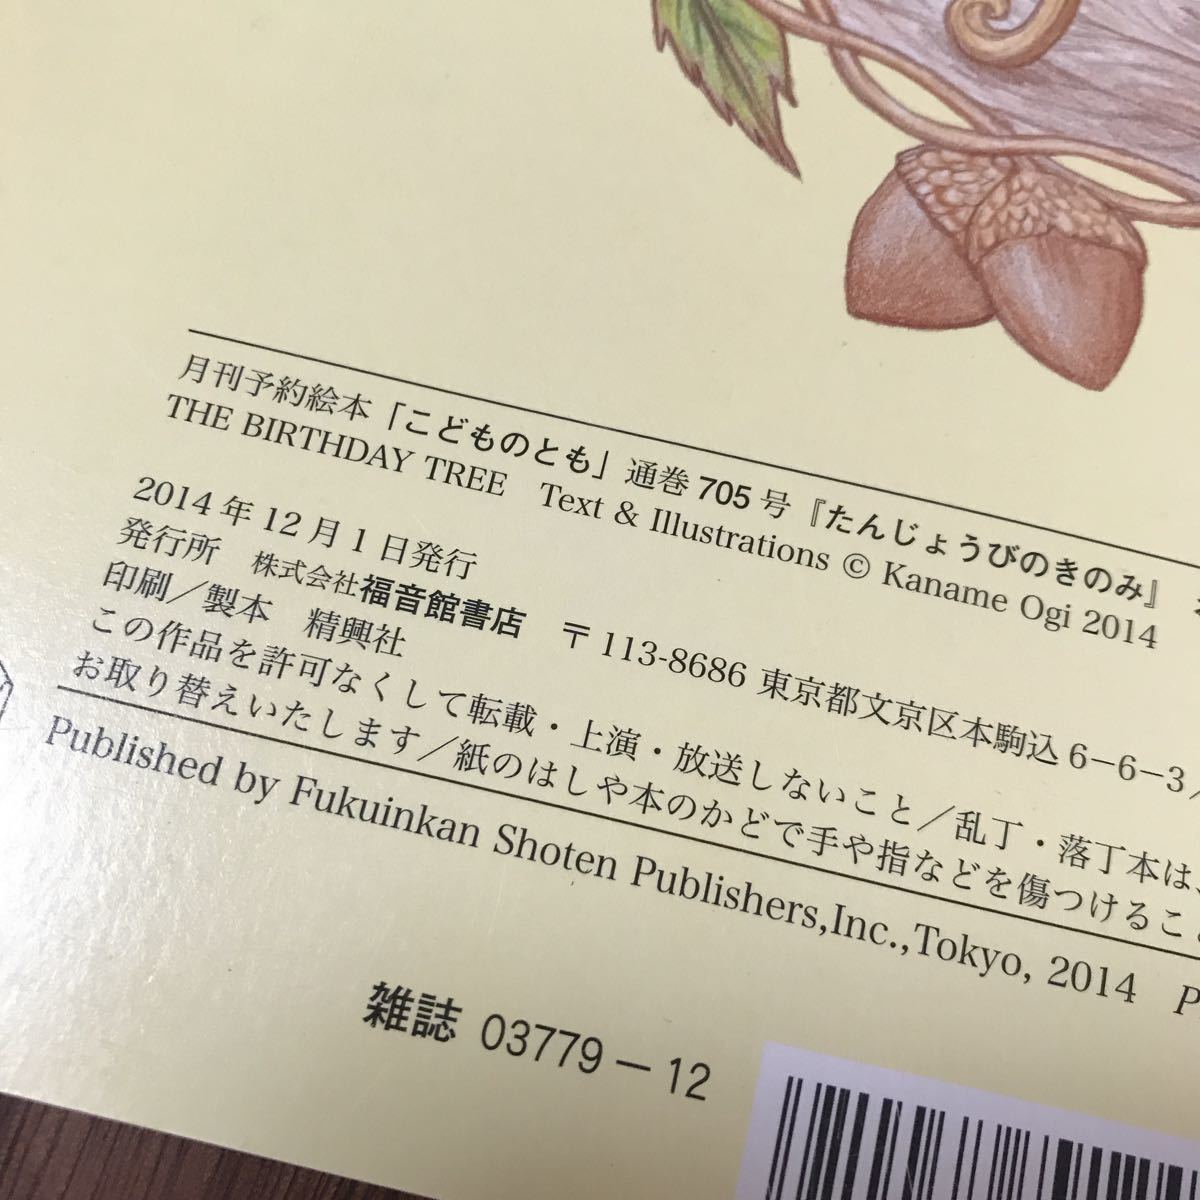 月刊予約絵本「こどものとも」通巻705号『たんじょうびのきのみ』
THE BIRTHDAY TREE Text & Illustrations © Kaname Ogi 2014
2014年12月1日発行
発行所 株式会社福音館書店 〒113-8686 東京都文京区本駒込6-6-3/
印刷/製本 精興社
この作品を許可なくして転載・上演・放送しないこと/乱丁・落丁本は、
お取り替えいたします/紙のはしや本のかどで手や指などを傷つけること
Published by Fukuinkan Shoten Publishers,Inc.,Tokyo, 2014 P
雑誌 03779-12